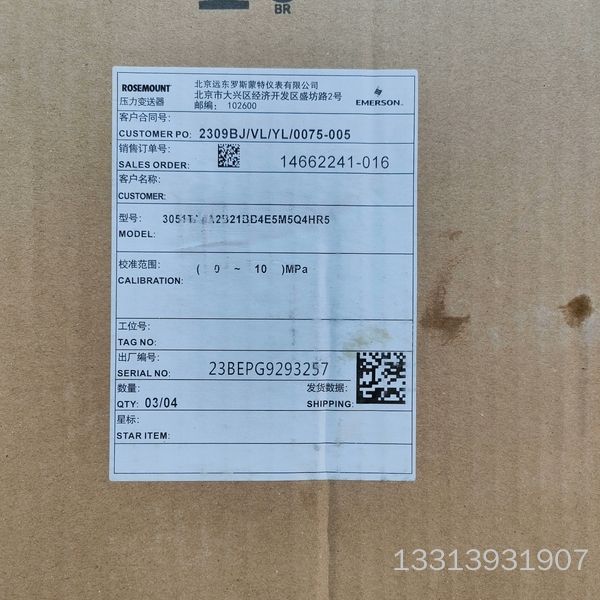 BR
ROSEMOUNT
北京远东罗斯蒙特仪表有限公司
压力变送器
北京市大兴区经济开发区盛坊路2号
邮编: 102600
EMERSON.
客户合同号:
CUSTOMER PO: 2309BJ/VL/YL/0075-005
销售订单号:
SALES ORDER: 14662241-016
客户名称:
CUSTOMER:
型号:
MODEL:
校准范围: ( 0 ~ 10 )MPa
CALIBRATION:
工位号:
TAG NO:
出厂编号:
SERIAL NO: 23BEPG9293257
数量: 发货数据:
QTY: 03/04 SHIPPING:
星标:
STAR ITEM:
13313931907